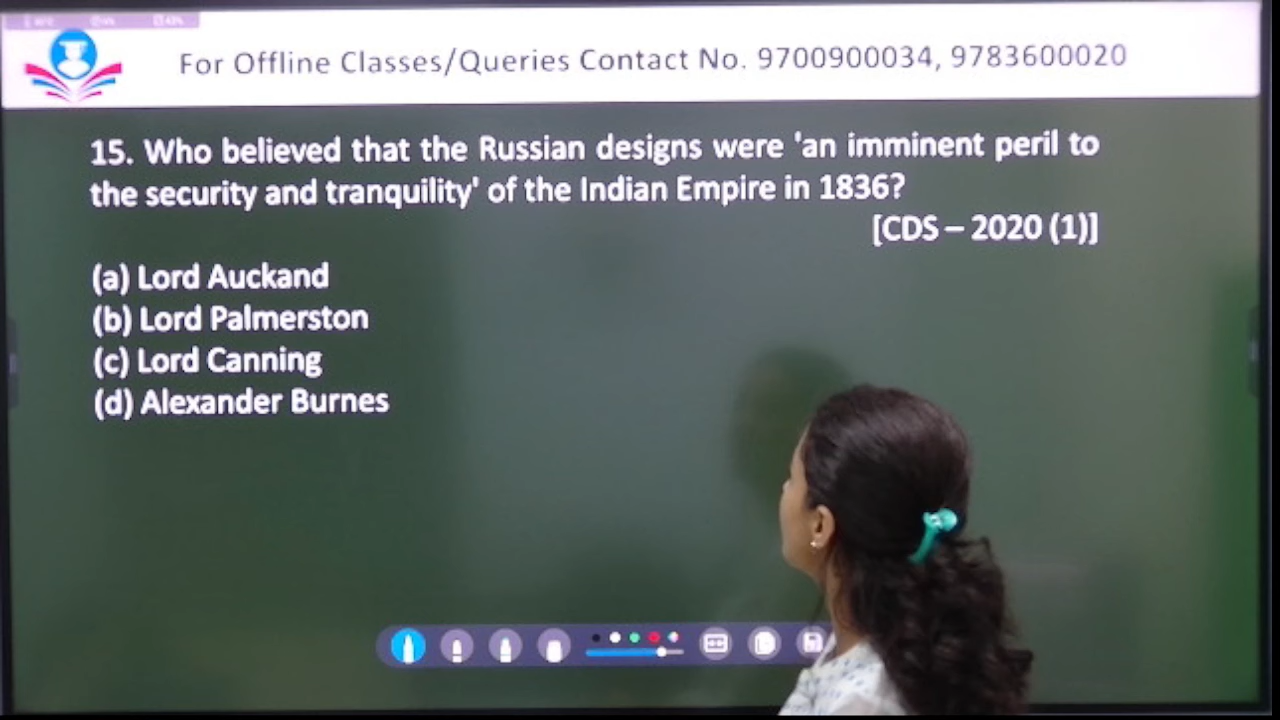 For Offline Classes/Queries Contact No. 9700900034, 9783600020
15. Who believed that the Russian designs were 'an imminent peril to
the security and tranquility' of the Indian Empire in 1836?
[CDS – 2020 (1)]
(a) Lord Auckand
(b) Lord Palmerston
(c) Lord Canning
(d) Alexander Burnes